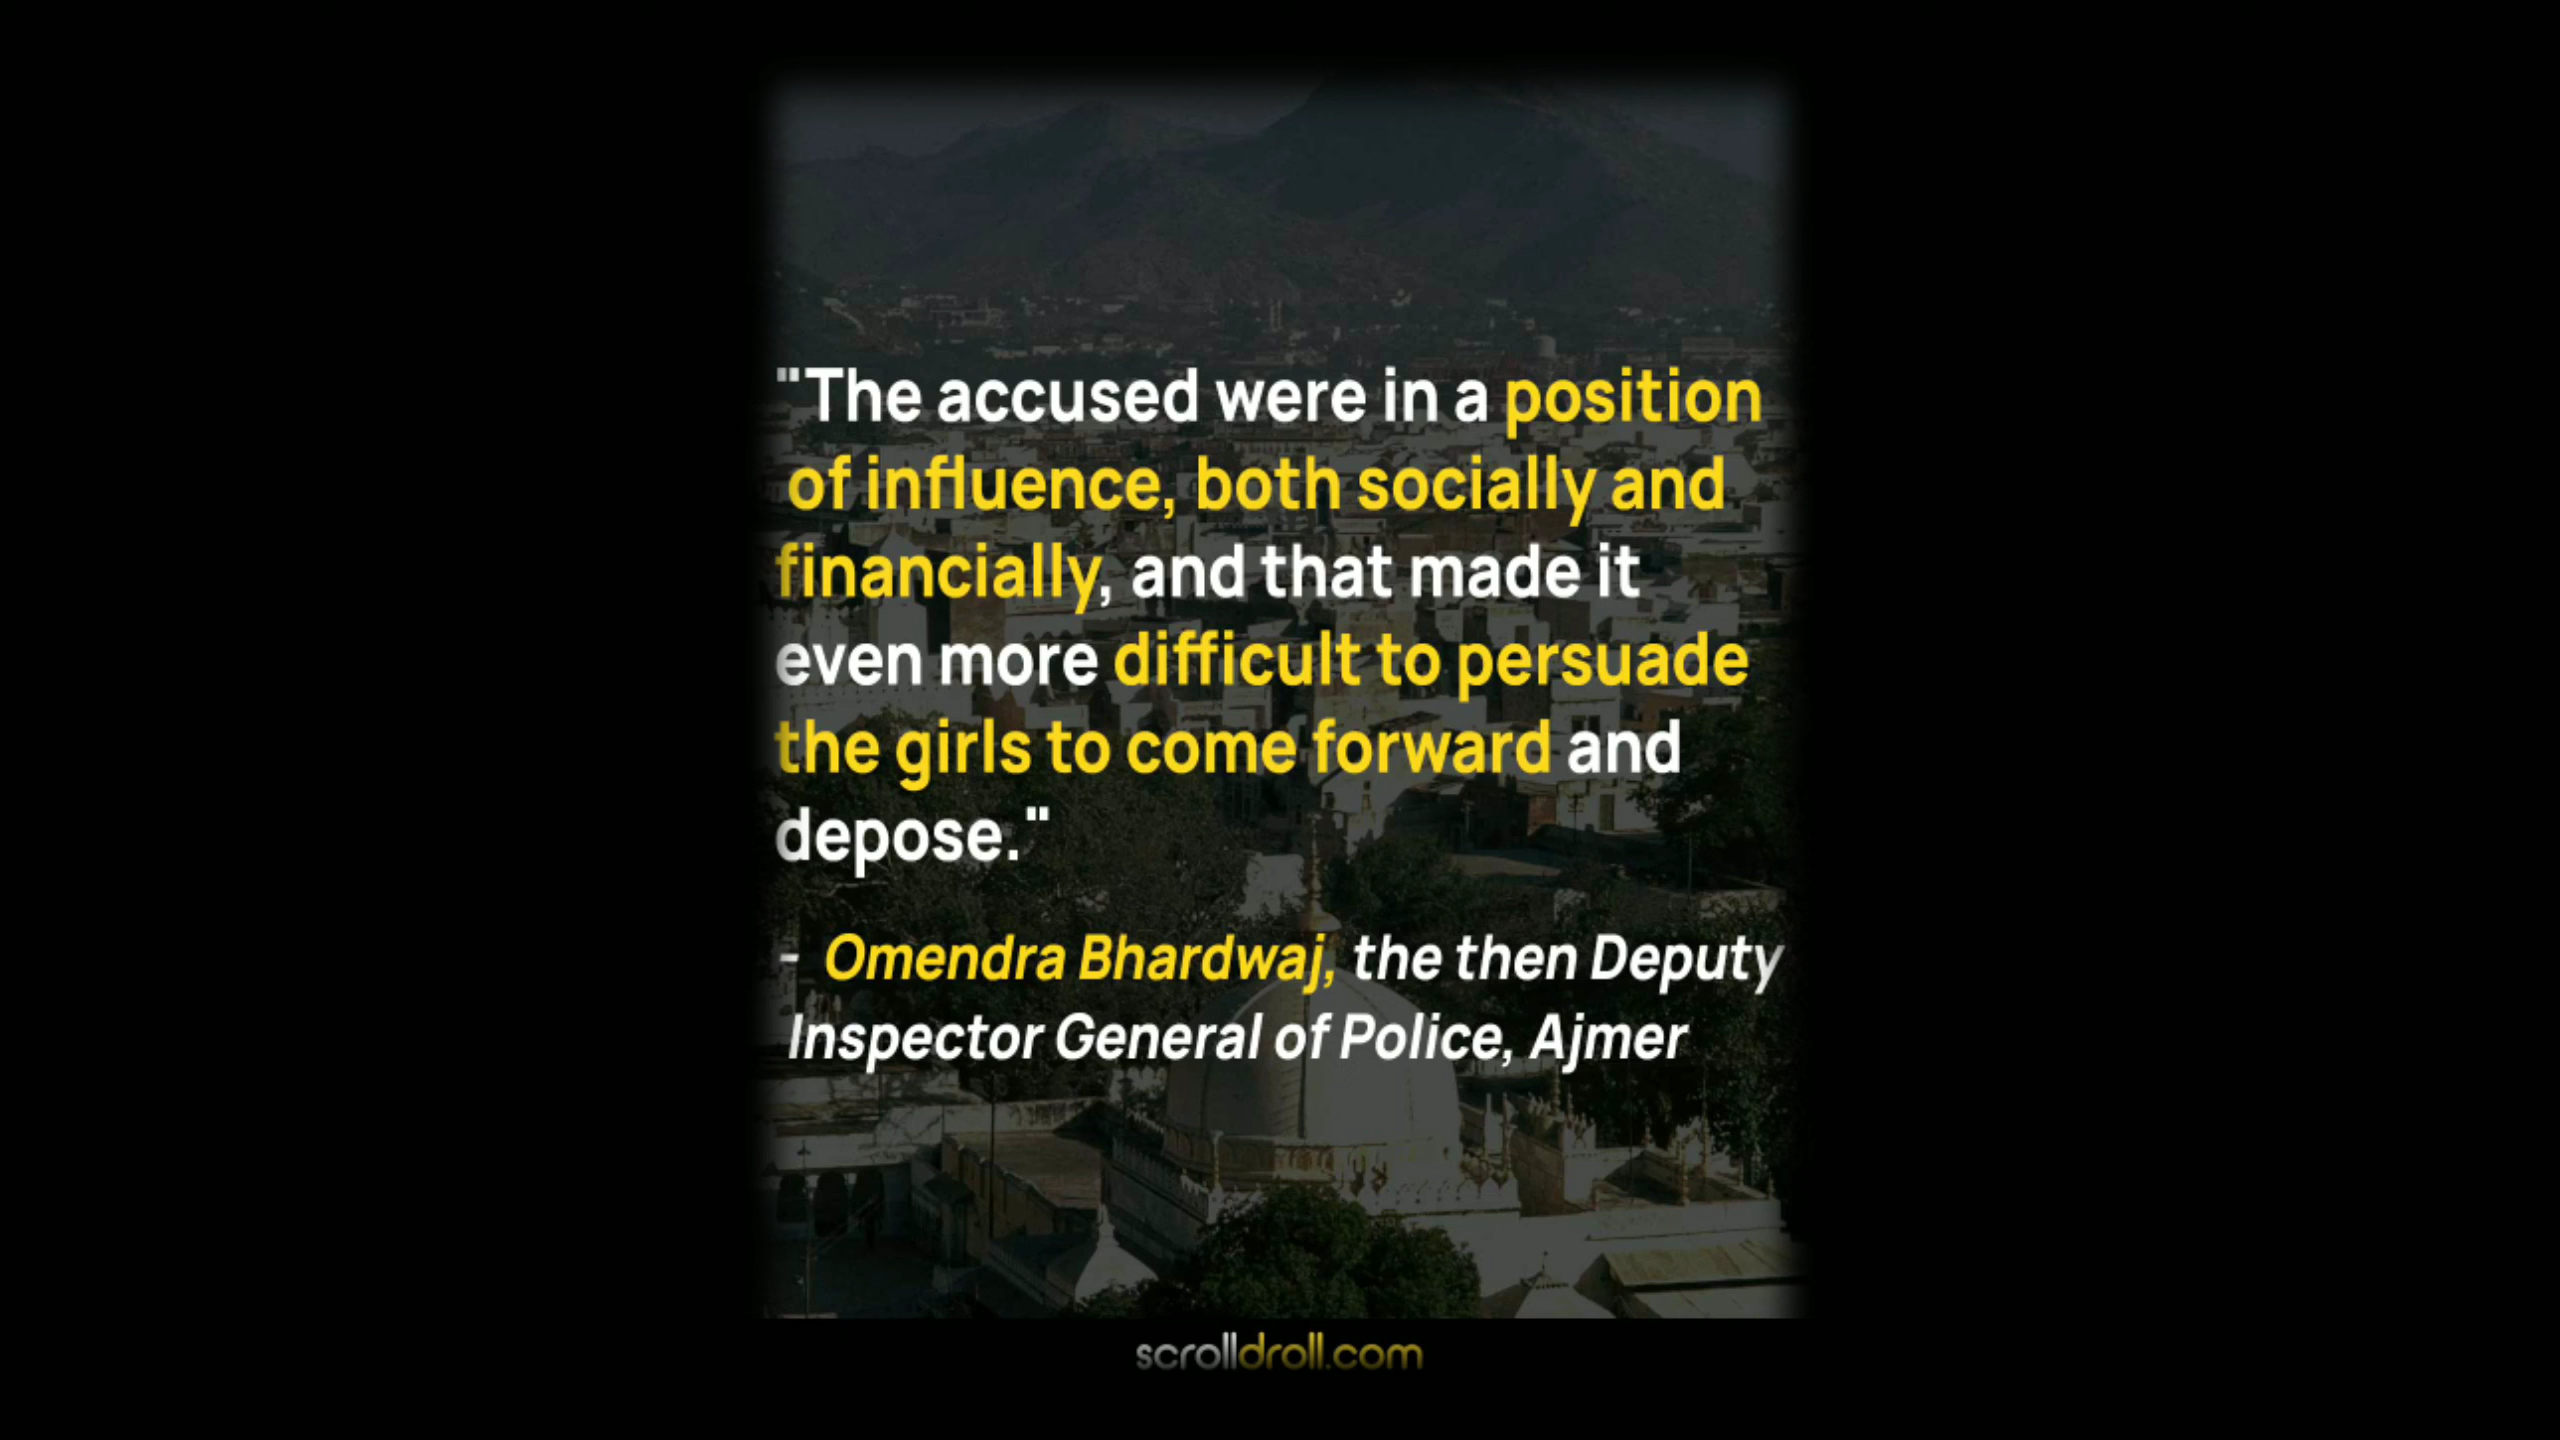 "The accused were in a position
of influence, both socially and
financially, and that made it
even more difficult to persuade
the girls to come forward and
depose."
- Omendra Bhardwaj, the then Deputy
Inspector General of Police, Ajmer
scrolldroll.com